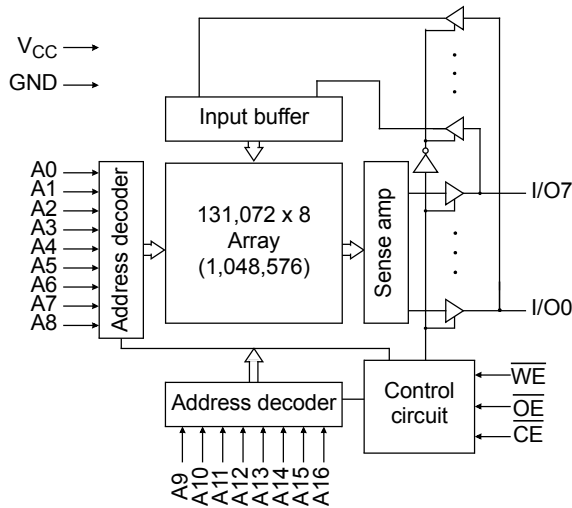 VCC
GND
Input buffer
A0
A1
A2
A3
A4
A5
A6
A7
A8
Address decoder
131,072 x 8
Array
(1,048,576)
Sense amp
I/O7
I/O0
Address decoder
Control
circuit
WE
OE
CE
A9
A10
A11
A12
A13
A14
A15
A16